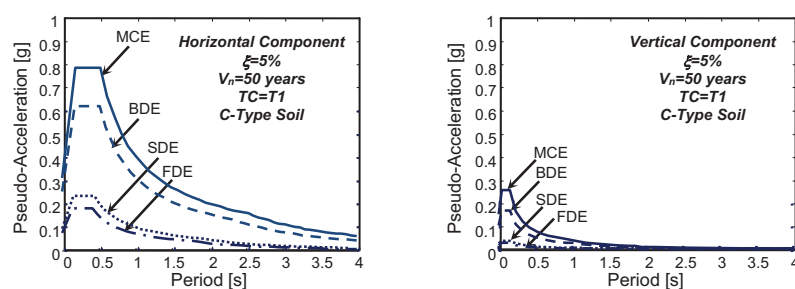 Pseudo-Acceleration [g]
1
0.9
0.8
0.7
0.6
0.5
0.4
0.3
0.2
0.1
0
MCE
BDE
SDE
FDE
Horizontal Component
ξ=5%
Vn=50 years
TC=T1
C-Type Soil
0 0.5 1 1.5 2 2.5 3 3.5 4
Period [s]
Pseudo-Acceleration [g]
1
0.9
0.8
0.7
0.6
0.5
0.4
0.3
0.2
0.1
0
Vertical Component
ξ=5%
Vn=50 years
TC=T1
C-Type Soil
MCE
BDE
SDE
FDE
0 0.5 1 1.5 2 2.5 3 3.5 4
Period [s]